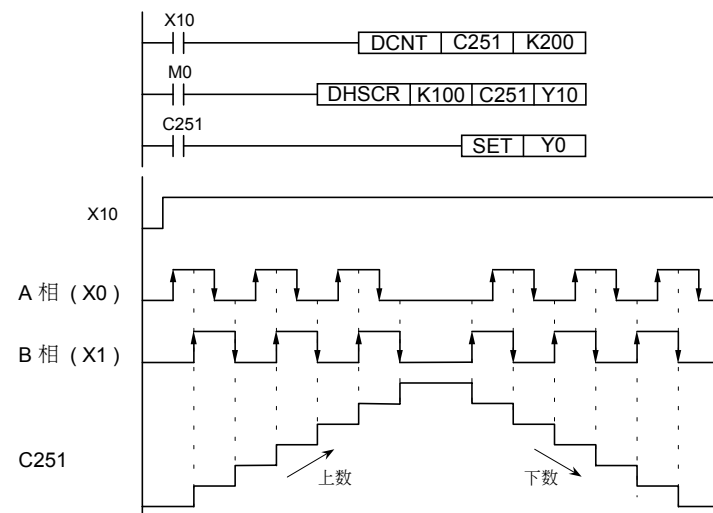 X10
DCNT C251 K200
M0
DHSCR K100 C251 Y10
C251
SET Y0
X10
A 相 ( X0 )
B 相 ( X1 )
C251
上数
下数